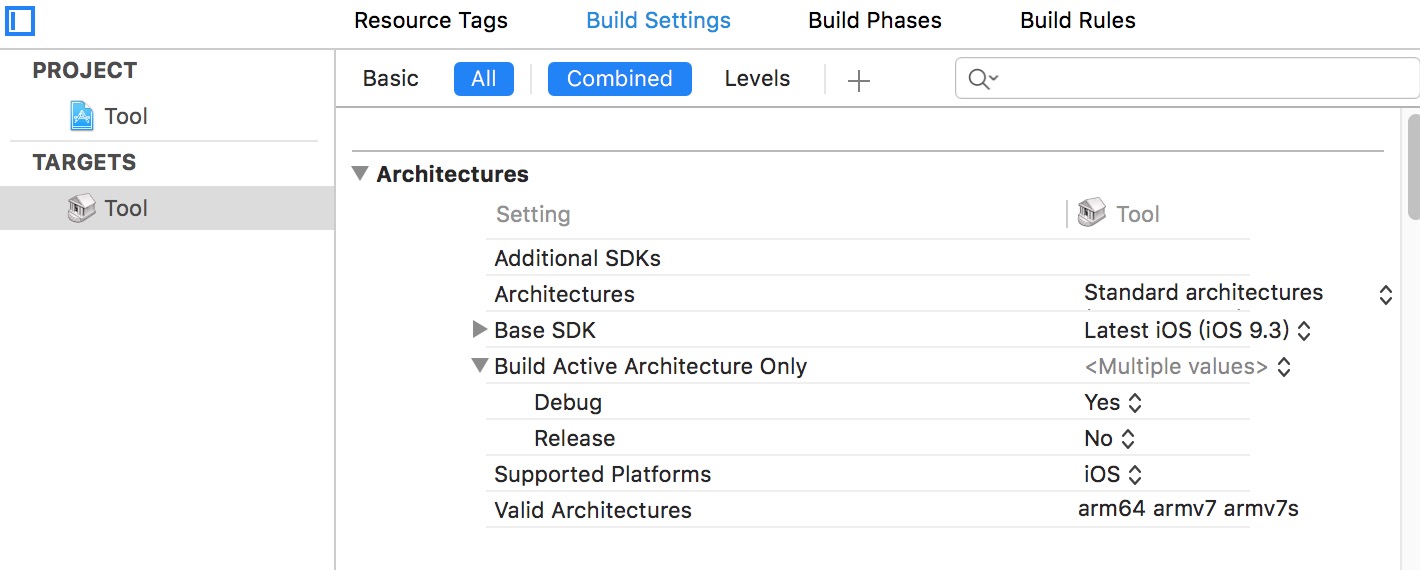 Resource Tags Build Settings Build Phases Build Rules
PROJECT
Tool
TARGETS
Tool
Basic All Combined Levels
Architectures
Setting Tool
Additional SDKs
Architectures Standard architectures
Base SDK Latest iOS (iOS 9.3)
Build Active Architecture Only <Multiple values>
Debug Yes
Release No
Supported Platforms iOS
Valid Architectures arm64 armv7 armv7s